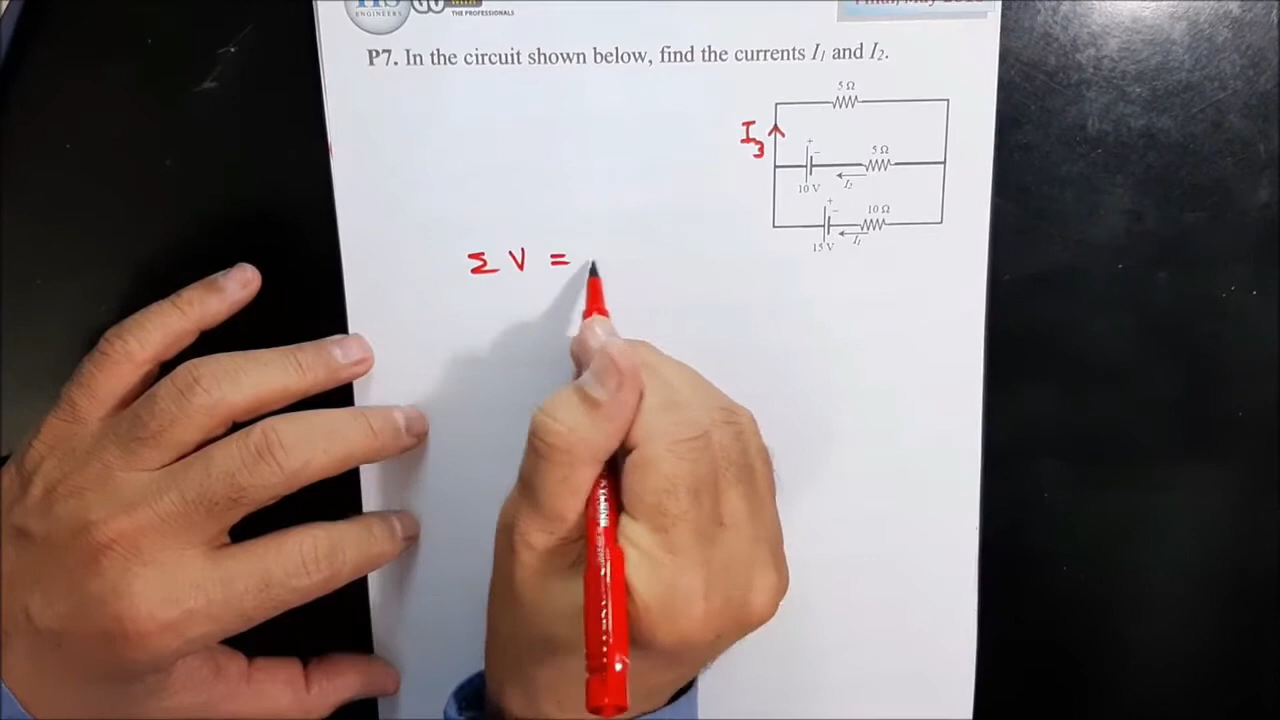 ENGINEERS
GO
THE PROFESSIONALS
P7. In the circuit shown below, find the currents I₁ and I₂.
5 Ω
I₃
+
−
5 Ω
10 V
I₂
+
−
10 Ω
15 V
I₁
Σ V =